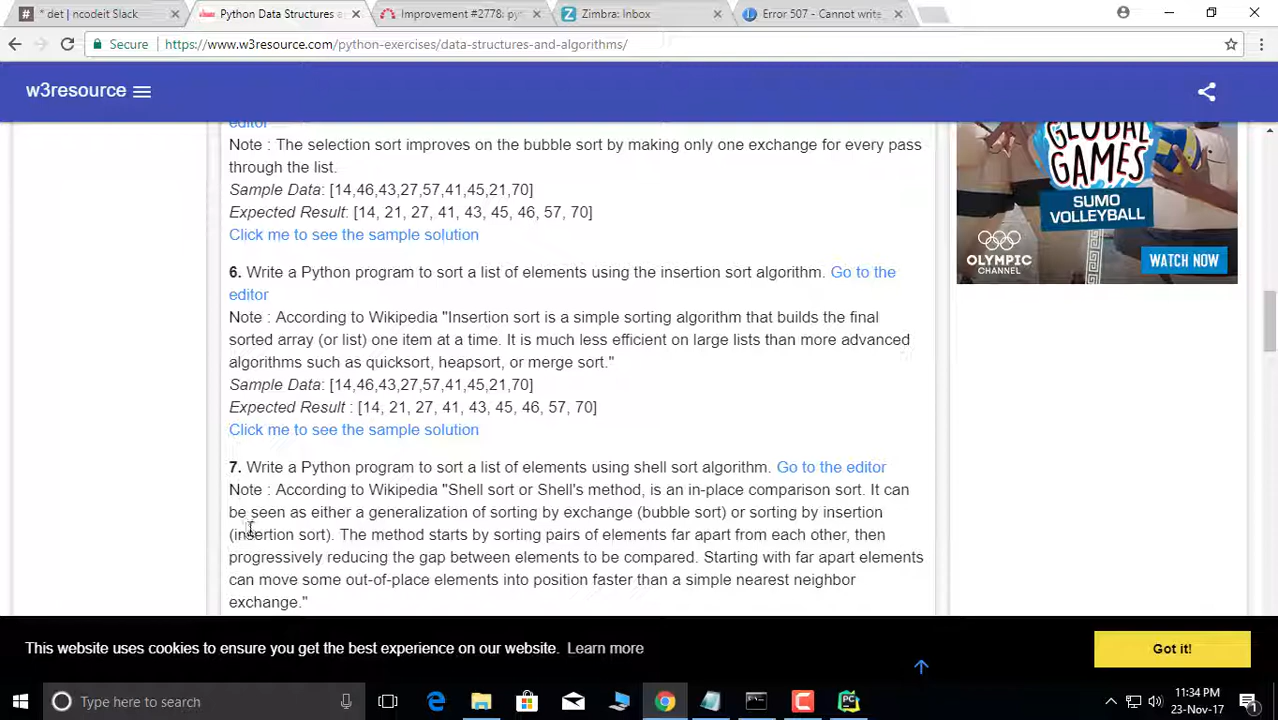 # * det | ncodeit Slack
Python Data Structures a
Improvement #2778: py
Zimbra: Inbox
Error 507 - Cannot write
Secure
https://www.w3resource.com/python-exercises/data-structures-and-algorithms/
w3resource
editor
Note : The selection sort improves on the bubble sort by making only one exchange for every pass
through the list.
Sample Data: [14,46,43,27,57,41,45,21,70]
Expected Result: [14, 21, 27, 41, 43, 45, 46, 57, 70]
Click me to see the sample solution
6. Write a Python program to sort a list of elements using the insertion sort algorithm. Go to the
editor
Note : According to Wikipedia "Insertion sort is a simple sorting algorithm that builds the final
sorted array (or list) one item at a time. It is much less efficient on large lists than more advanced
algorithms such as quicksort, heapsort, or merge sort."
Sample Data: [14,46,43,27,57,41,45,21,70]
Expected Result : [14, 21, 27, 41, 43, 45, 46, 57, 70]
Click me to see the sample solution
7. Write a Python program to sort a list of elements using shell sort algorithm. Go to the editor
Note : According to Wikipedia "Shell sort or Shell's method, is an in-place comparison sort. It can
be seen as either a generalization of sorting by exchange (bubble sort) or sorting by insertion
(insertion sort). The method starts by sorting pairs of elements far apart from each other, then
progressively reducing the gap between elements to be compared. Starting with far apart elements
can move some out-of-place elements into position faster than a simple nearest neighbor
exchange."
GLOBAL
GAMES
SUMO
VOLLEYBALL
OLYMPIC
CHANNEL
WATCH NOW
This website uses cookies to ensure you get the best experience on our website. Learn more
Got it!
Type here to search
PC
11:34 PM
23-Nov-17
1